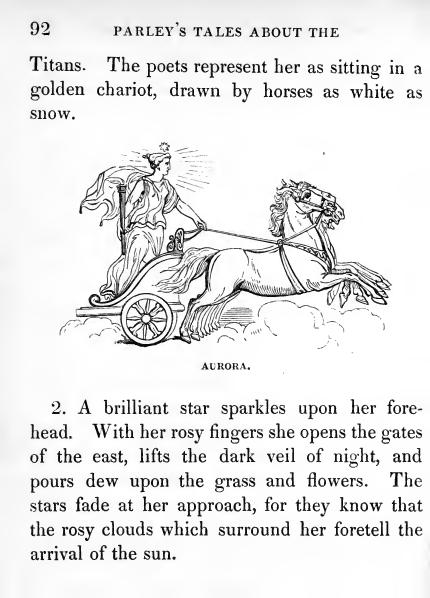 92 PARLEY'S TALES ABOUT THE
Titans. The poets represent her as sitting in a
golden chariot, drawn by horses as white as
snow.
AURORA.
2. A brilliant star sparkles upon her fore-
head. With her rosy fingers she opens the gates
of the east, lifts the dark veil of night, and
pours dew upon the grass and flowers. The
stars fade at her approach, for they know that
the rosy clouds which surround her foretell the
arrival of the sun.